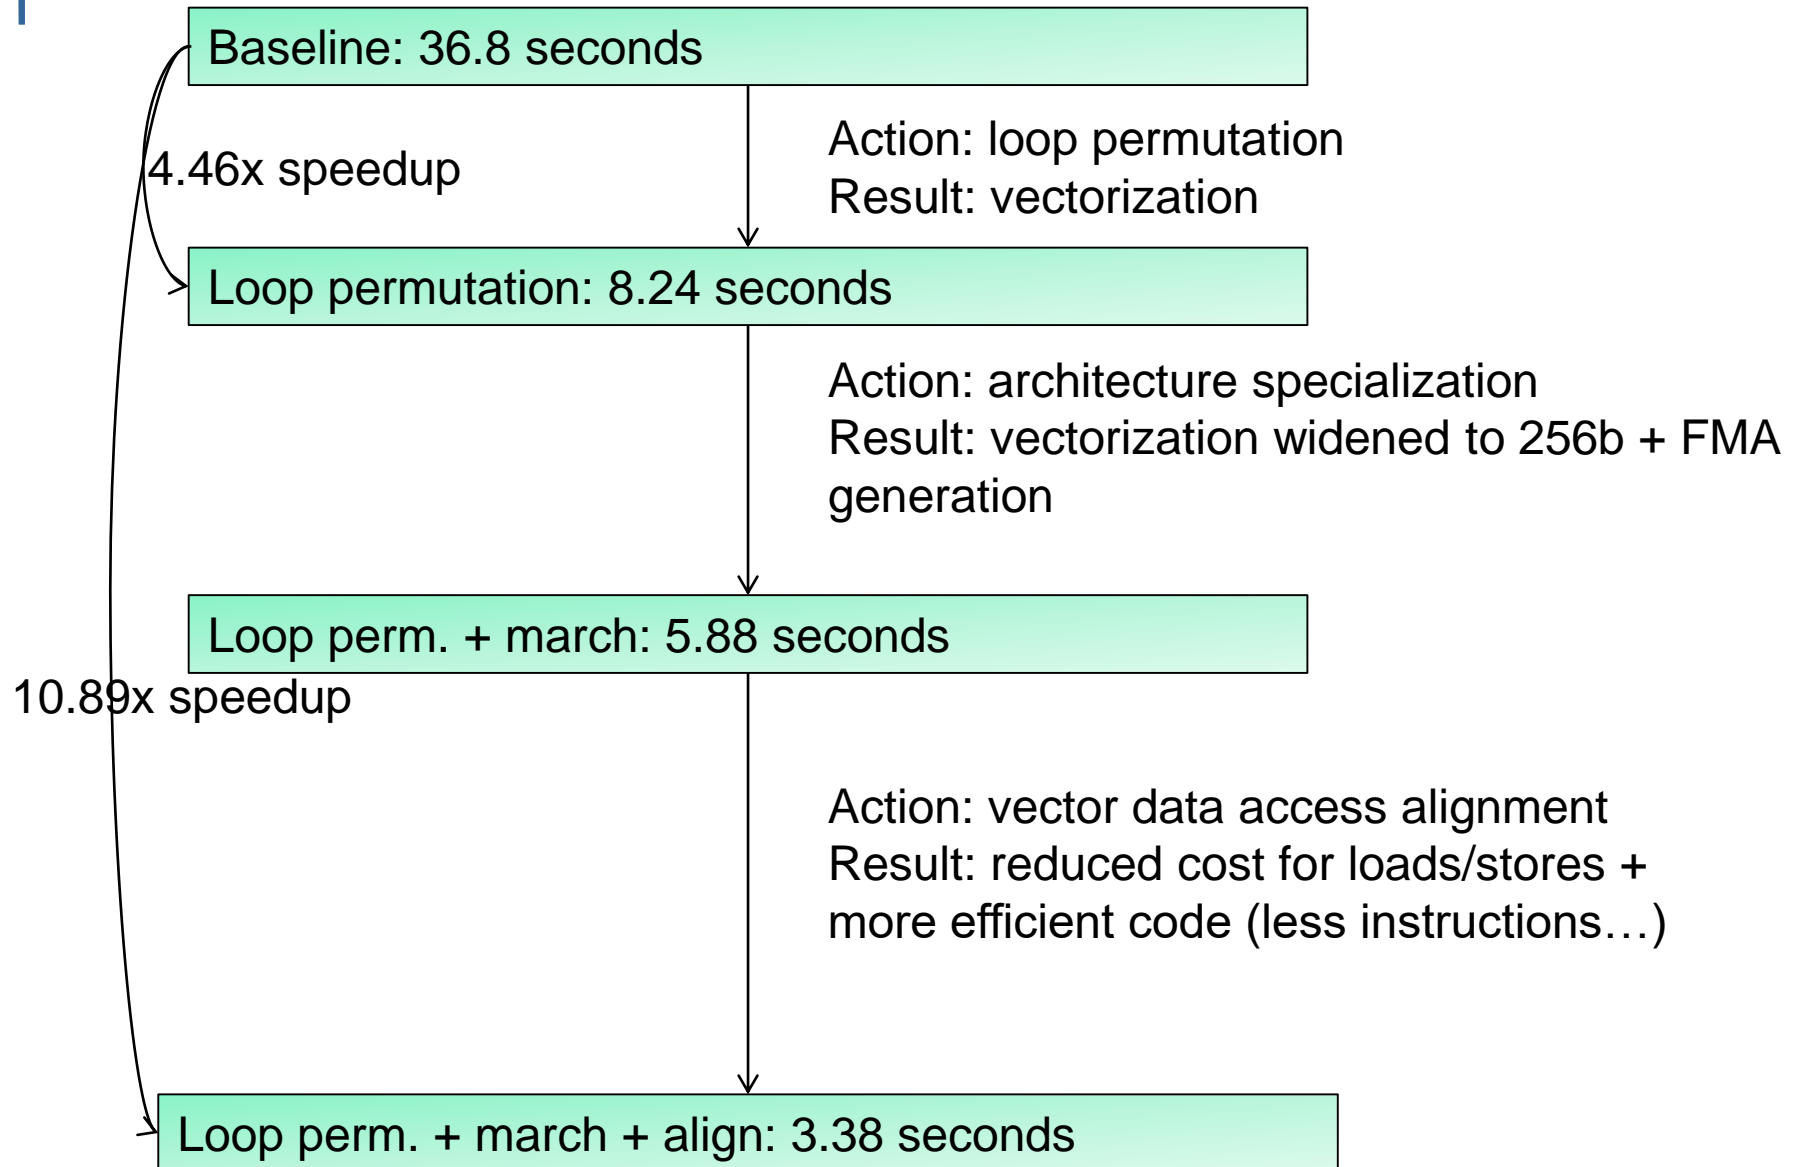 Baseline: 36.8 seconds
Action: loop permutation
4.46x speedup
Result: vectorization
Loop permutation: 8.24 seconds
Action: architecture specialization
Result: vectorization widened to 256b + FMA
generation
Loop perm. + march: 5.88 seconds
10.89x speedup
Action: vector data access alignment
Result: reduced cost for loads/stores +
more efficient code (less instructions…)
Loop perm. + march + align: 3.38 seconds